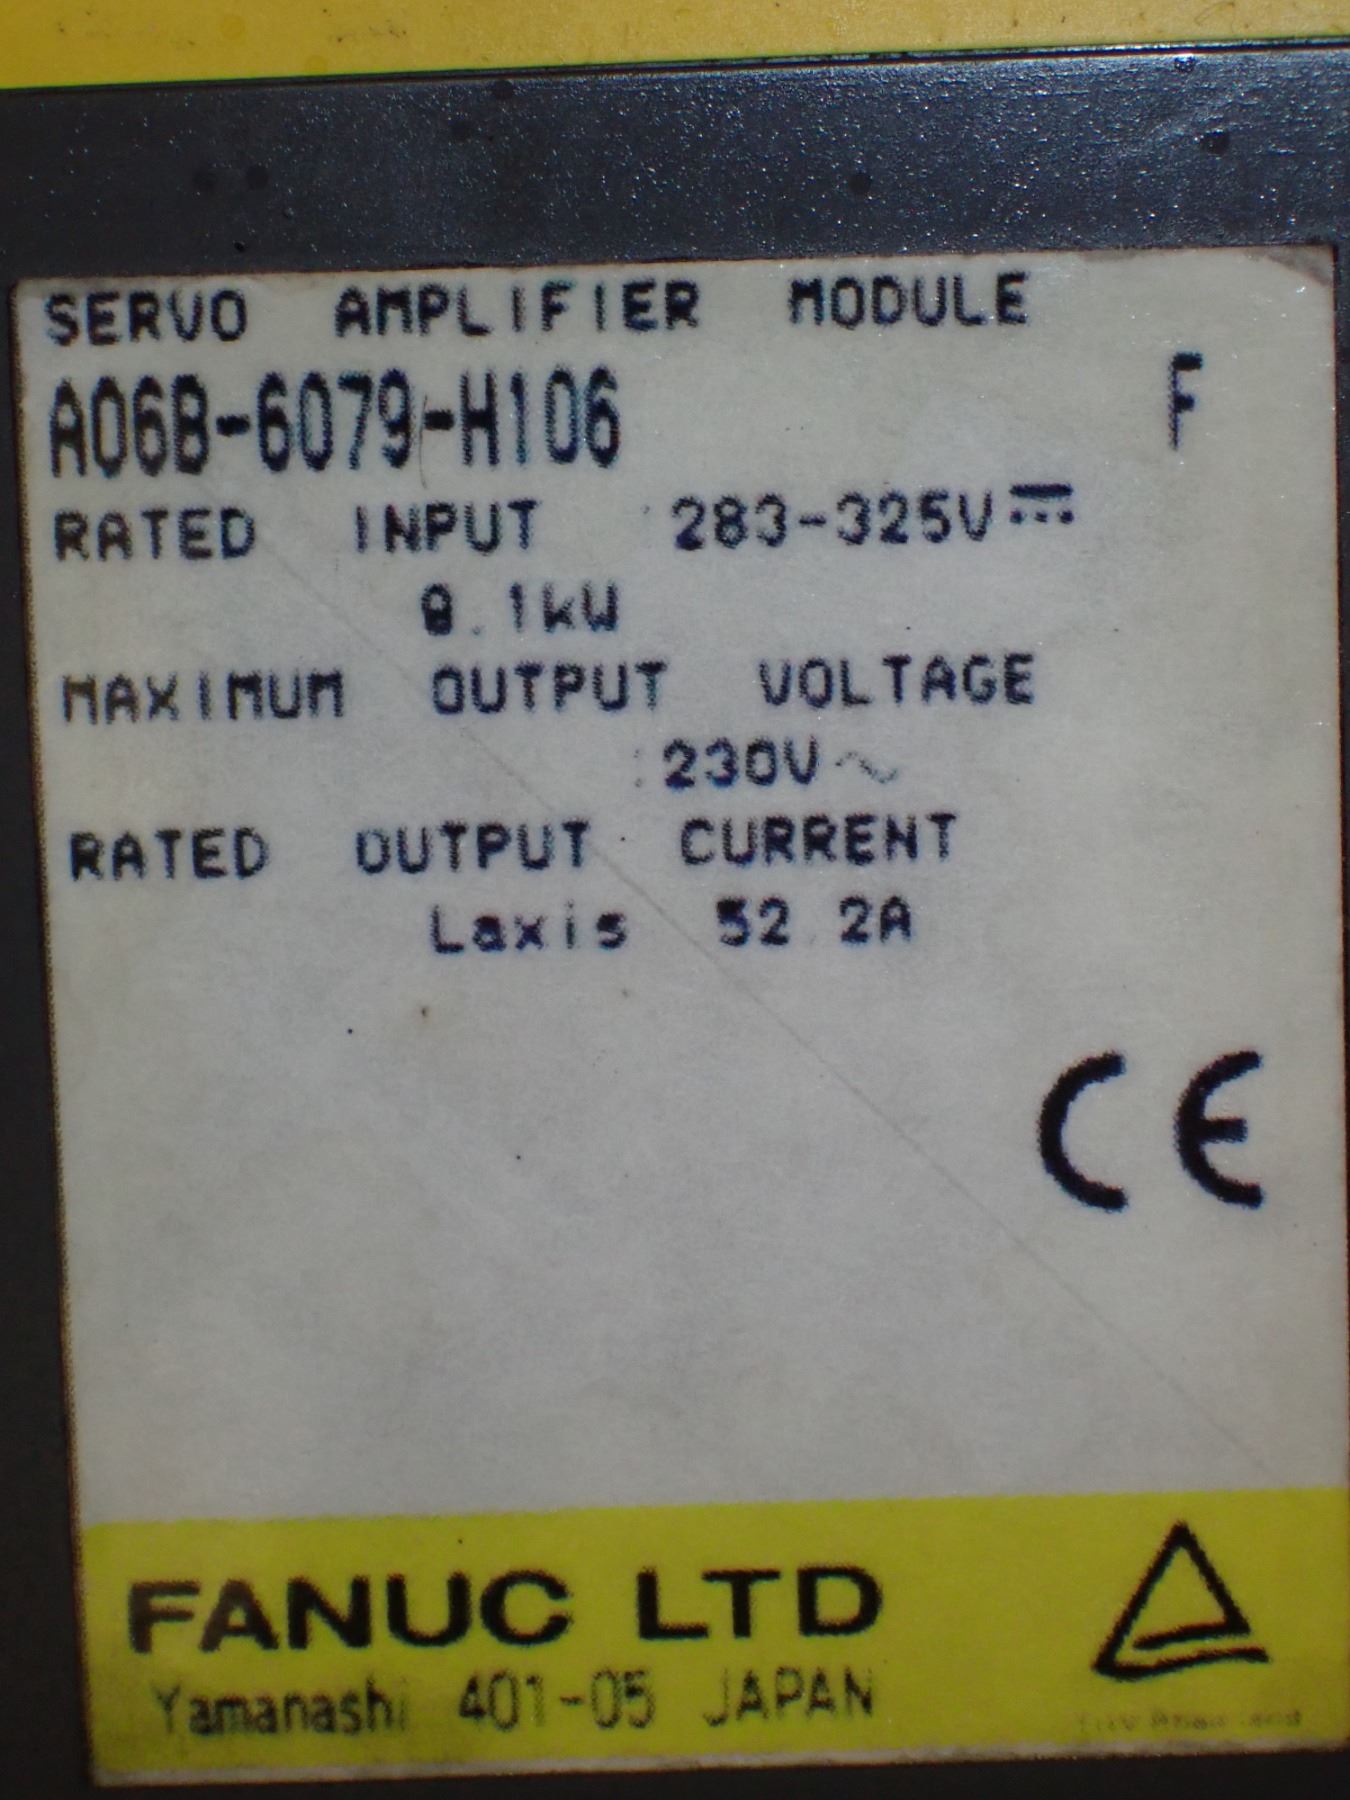 SERVO AMPLIFIER MODULE
A06B-6079-H106 F
RATED INPUT 283-325V⎓
8.1kW
MAXIMUM OUTPUT VOLTAGE
230V~
RATED OUTPUT CURRENT
Laxis 52.2A
CE
FANUC LTD
Yamanashi 401-05 JAPAN